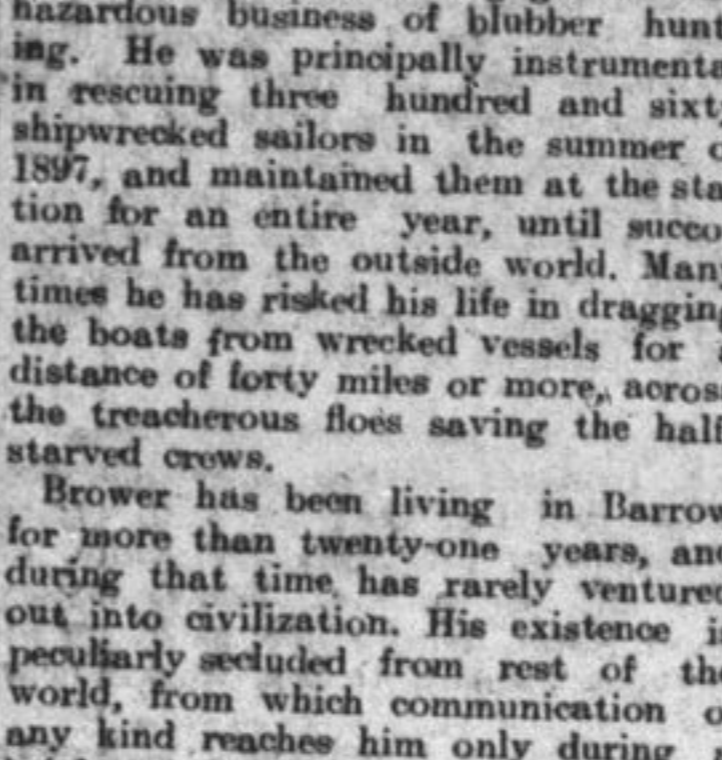 hazardous business of blubber hunt
ing. He was principally instrumenta
in rescuing three hundred and sixt
shipwrecked sailors in the summer o
1897, and maintained them at the sta
tion for an entire year, until succo
arrived from the outside world. Man
times he has risked his life in dragging
the boats from wrecked vessels for
distance of forty miles or more, acros
the treacherous floes saving the half
starved crews.
Brower has been living in Barrow
for more than twenty-one years, an
during that time has rarely ventured
out into civilization. His existence i
peculiarly secluded from rest of the
world, from which communication o
any kind reaches him only during